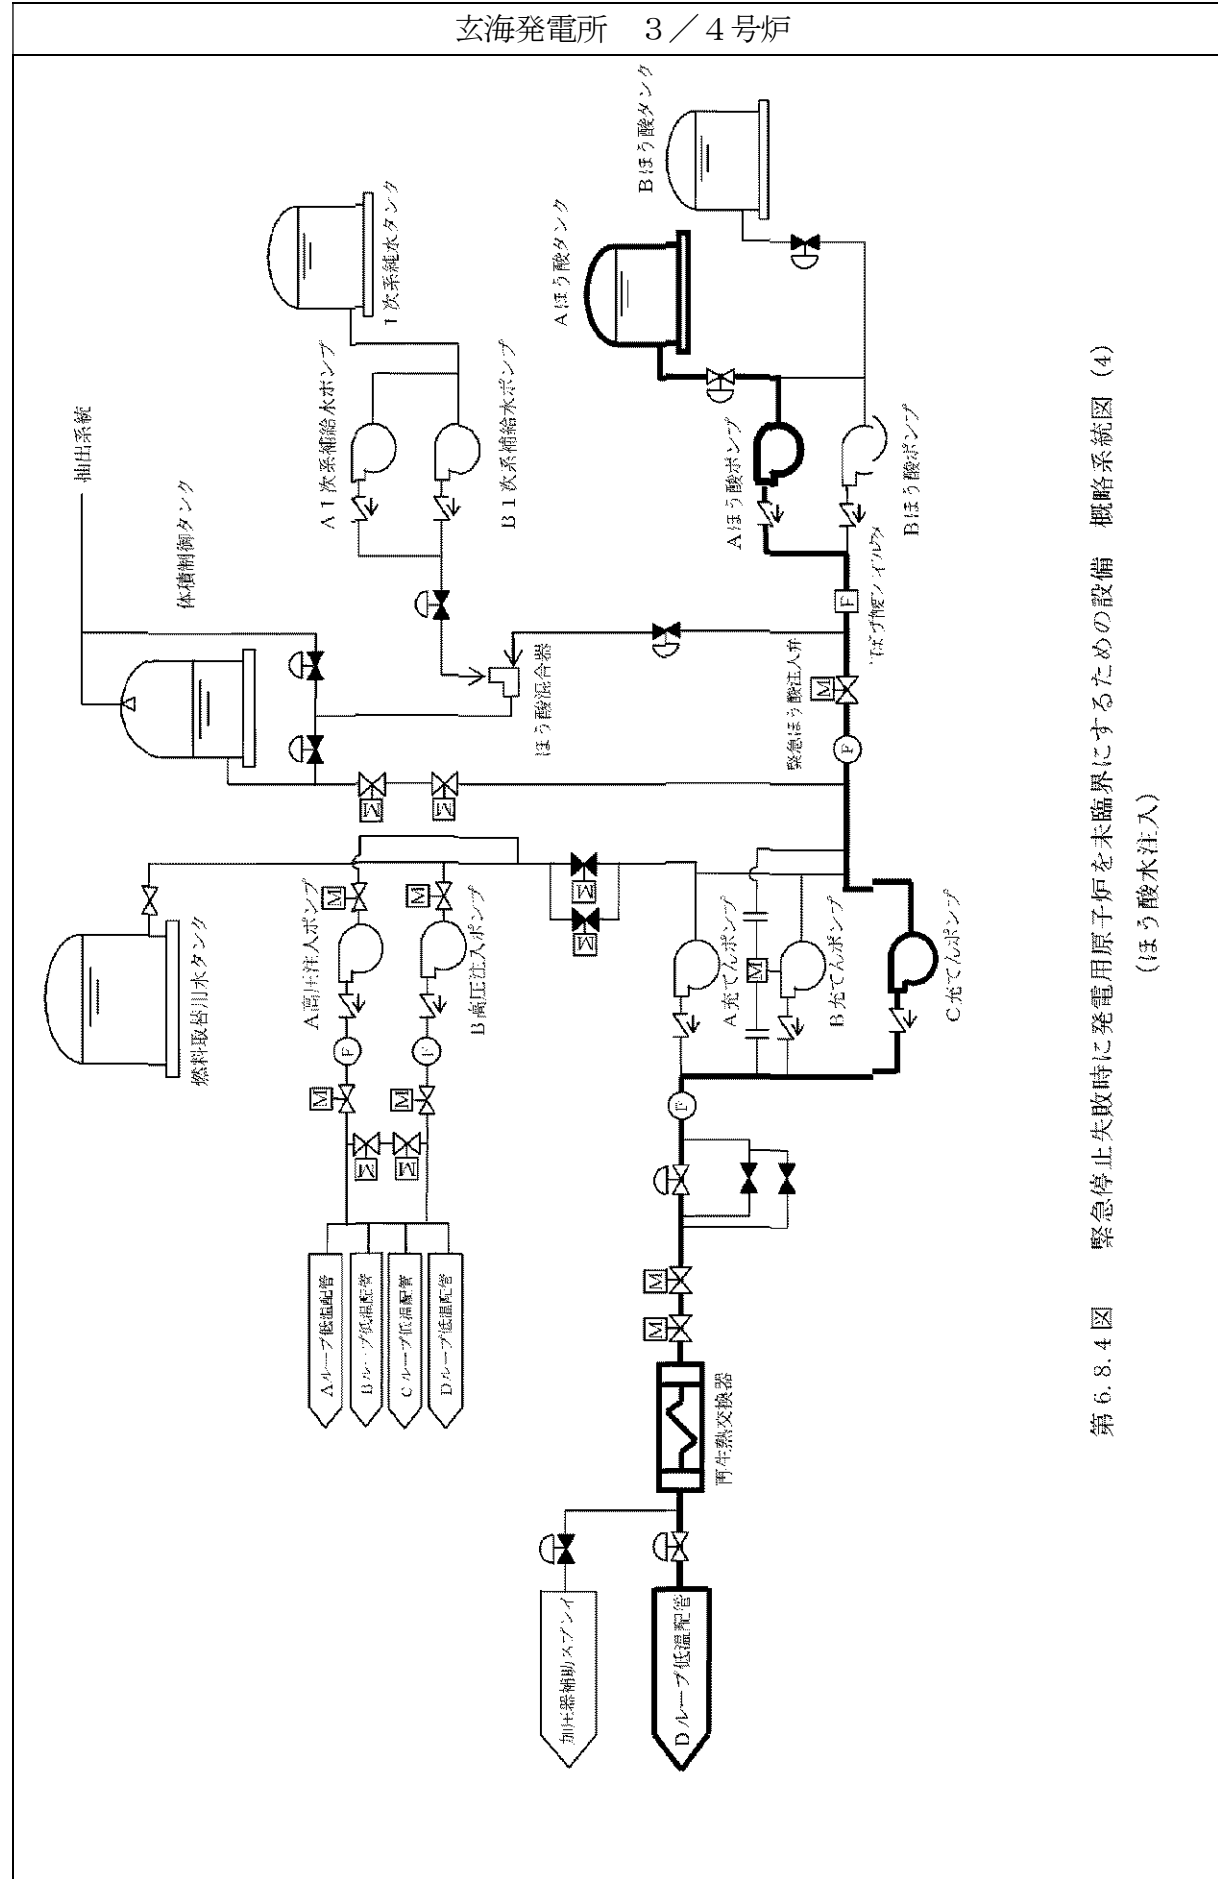 玄海発電所　３／４号炉
抽出系統
体積制御タンク
１次系純水タンク
Ａ１次系補給水ポンプ
Ｂ１次系補給水ポンプ
Ｂほう酸タンク
Ａほう酸タンク
Ａほう酸ポンプ
Ｂほう酸ポンプ
F
ほう酸混合器
緊急ほう酸注入弁
M
F
M
M
燃料取替用水タンク
M
M
Ａ高圧注入ポンプ
Ｂ高圧注入ポンプ
F
F
M
M
M
M
M
M
Ａ充てんポンプ
M
Ｂ充てんポンプ
Ｃ充てんポンプ
F
M
M
Ａループ低温配管
Ｂループ低温配管
Ｃループ低温配管
Ｄループ低温配管
再生熱交換器
加圧器補助スプレイ
Ｄループ低温配管
第6.8.4図　緊急停止失敗時に発電用原子炉を未臨界にするための設備　概略系統図（4）
（ほう酸水注入）